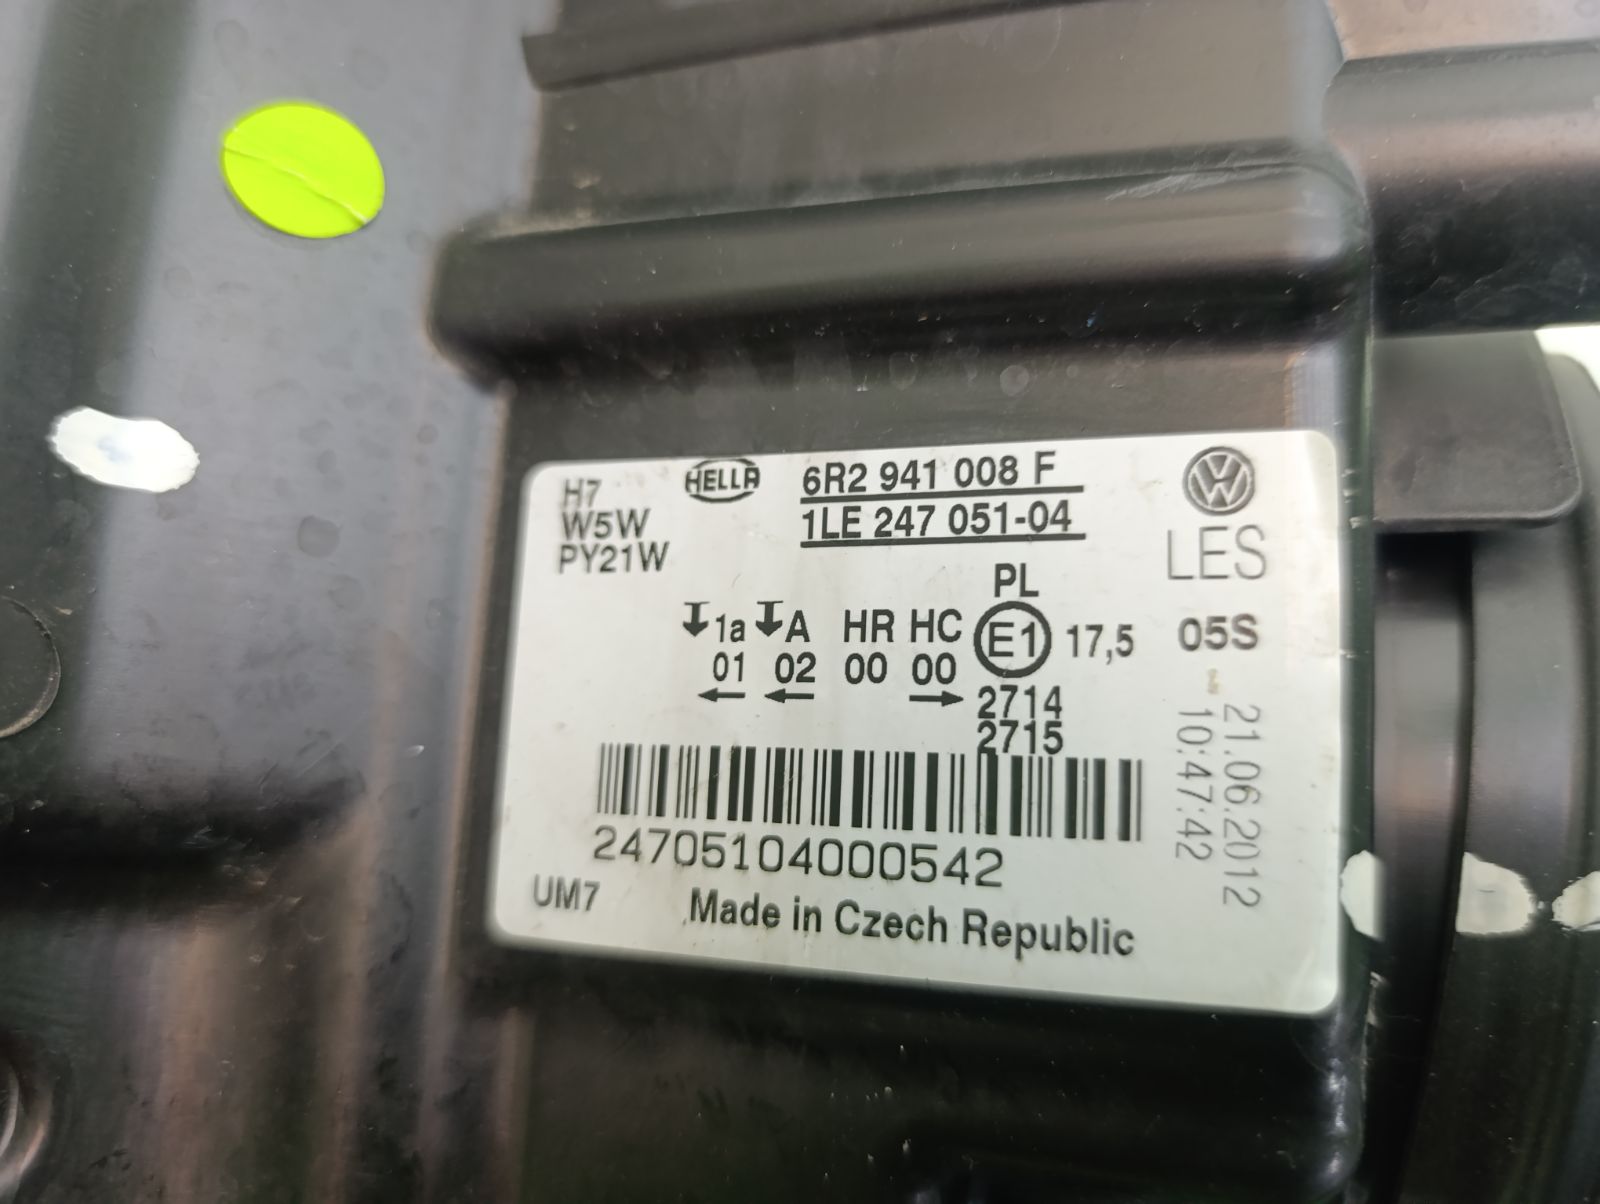 H7
W5W
PY21W
HELLA
6R2 941 008 F
1LE 247 051-04
VW
LES
PL
1a A HR HC E1 17,5 05S
01 02 00 00
2714
2715
21.06.2012
10:47:42
24705104000542
UM7
Made in Czech Republic